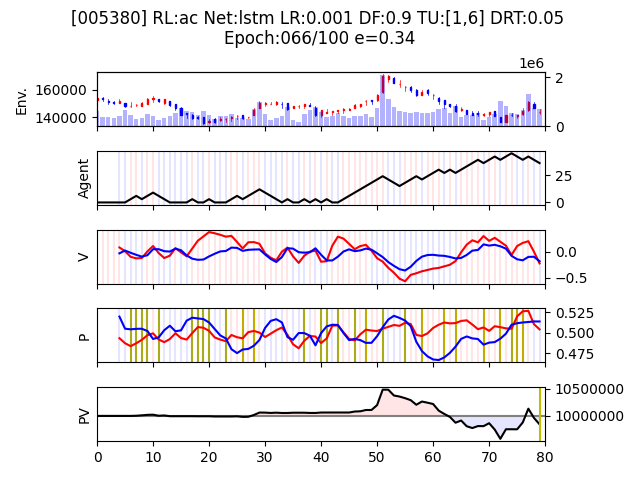 [005380] RL:ac Net:lstm LR:0.001 DF:0.9 TU:[1,6] DRT:0.05
Epoch:066/100 e=0.34
1e6
Env.
160000
140000
2
0
Agent
25
0
V
0.0
−0.5
P
0.525
0.500
0.475
PV
10500000
10000000
0 10 20 30 40 50 60 70 80